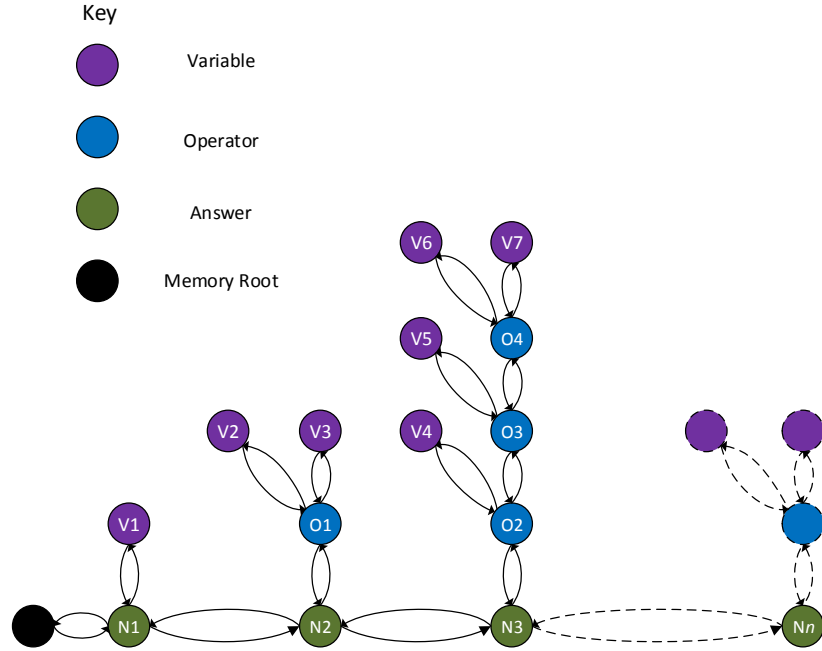 Key
Variable
Operator
Answer
Memory Root
V6 V7
V5 O4
V2 V3 V4 O3
V1 O1 O2
N1 N2 N3 Nn